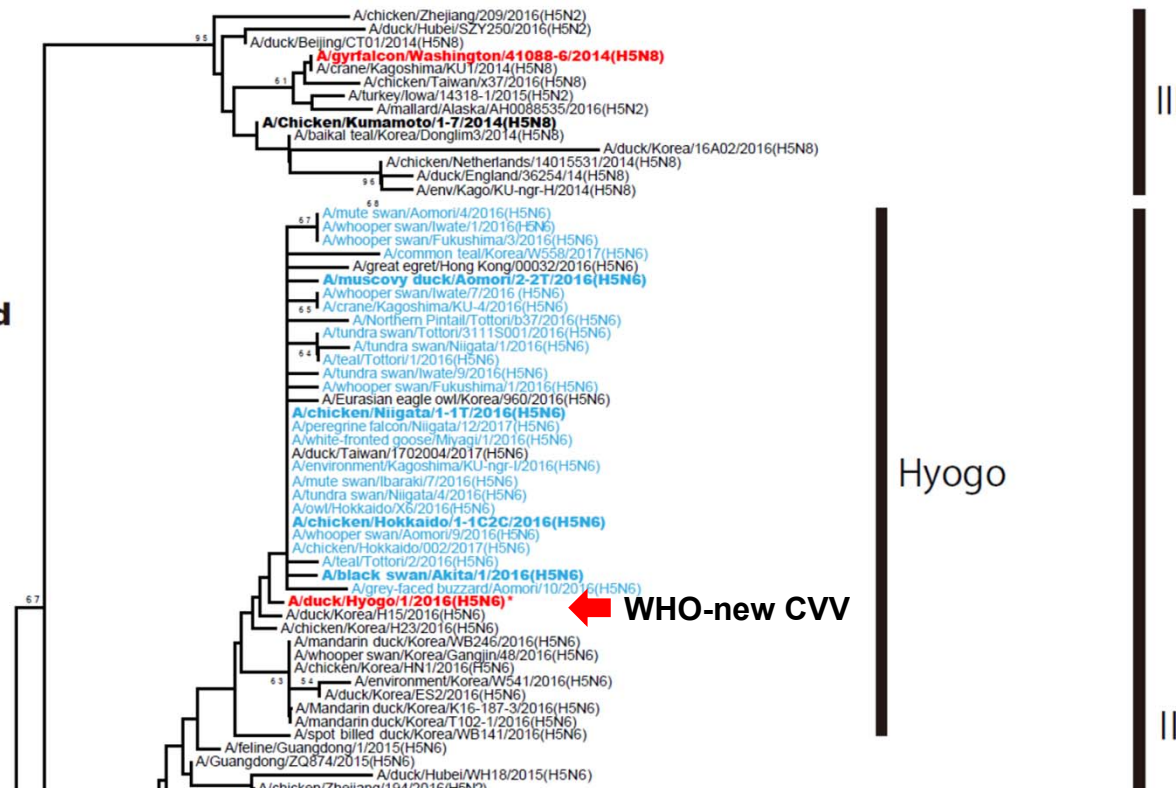 A/chicken/Zhejiang/209/2016(H5N2)
A/duck/Hubei/SZY250/2016(H5N2)
95
A/duck/Beijing/CT01/2014(H5N8)
A/gyrfalcon/Washington/41088-6/2014(H5N8)
A/crane/Kagoshima/KU1/2014(H5N8)
61
A/chicken/Taiwan/x37/2016(H5N8)
A/turkey/Iowa/14318-1/2015(H5N2)
A/mallard/Alaska/AH0088535/2016(H5N2)
II
A/Chicken/Kumamoto/1-7/2014(H5N8)
A/baikal teal/Korea/Donglim3/2014(H5N8)
A/duck/Korea/16A02/2016(H5N8)
A/chicken/Netherlands/14015531/2014(H5N8)
A/duck/England/36254/14(H5N8)
96
A/env/Kago/KU-ngr-H/2014(H5N8)
68
A/mute swan/Aomori/4/2016(H5N6)
67
A/whooper swan/Iwate/1/2016(H5N6)
A/whooper swan/Fukushima/3/2016(H5N6)
A/common teal/Korea/W558/2017(H5N6)
A/great egret/Hong Kong/00032/2016(H5N6)
A/muscovy duck/Aomori/2-2T/2016(H5N6)
A/whooper swan/Iwate/7/2016 (H5N6)
65
A/crane/Kagoshima/KU-4/2016(H5N6)
d
A/Northern Pintail/Tottori/b37/2016(H5N6)
A/tundra swan/Tottori/3111S001/2016(H5N6)
A/tundra swan/Niigata/1/2016(H5N6)
64
A/teal/Tottori/1/2016(H5N6)
A/tundra swan/Iwate/9/2016(H5N6)
A/whooper swan/Fukushima/1/2016(H5N6)
A/Eurasian eagle owl/Korea/960/2016(H5N6)
A/chicken/Niigata/1-1T/2016(H5N6)
A/peregrine falcon/Niigata/12/2017(H5N6)
A/white-fronted goose/Miyagi/1/2016(H5N6)
A/duck/Taiwan/1702004/2017(H5N6)
A/environment/Kagoshima/KU-ngr-I/2016(H5N6)
Hyogo
A/mute swan/Ibaraki/7/2016(H5N6)
A/tundra swan/Niigata/4/2016(H5N6)
A/owl/Hokkaido/X6/2016(H5N6)
A/chicken/Hokkaido/1-1C2C/2016(H5N6)
A/whooper swan/Aomori/9/2016(H5N6)
A/chicken/Hokkaido/002/2017(H5N6)
A/teal/Tottori/2/2016(H5N6)
A/black swan/Akita/1/2016(H5N6)
A/grey-faced buzzard/Aomori/10/2016(H5N6)
67
A/duck/Hyogo/1/2016(H5N6)*
WHO-new CVV
A/duck/Korea/H15/2016(H5N6)
A/chicken/Korea/H23/2016(H5N6)
A/mandarin duck/Korea/WB246/2016(H5N6)
A/whooper swan/Korea/Gangjin/48/2016(H5N6)
A/chicken/Korea/HN1/2016(H5N6)
63
54
A/environment/Korea/W541/2016(H5N6)
A/duck/Korea/ES2/2016(H5N6)
A/Mandarin duck/Korea/K16-187-3/2016(H5N6)
A/mandarin duck/Korea/T102-1/2016(H5N6)
A/spot billed duck/Korea/WB141/2016(H5N6)
A/feline/Guangdong/1/2015(H5N6)
A/Guangdong/ZQ874/2015(H5N6)
A/duck/Hubei/WH18/2015(H5N6)
A/chicken/Zhejiang/194/2016(H5N2)